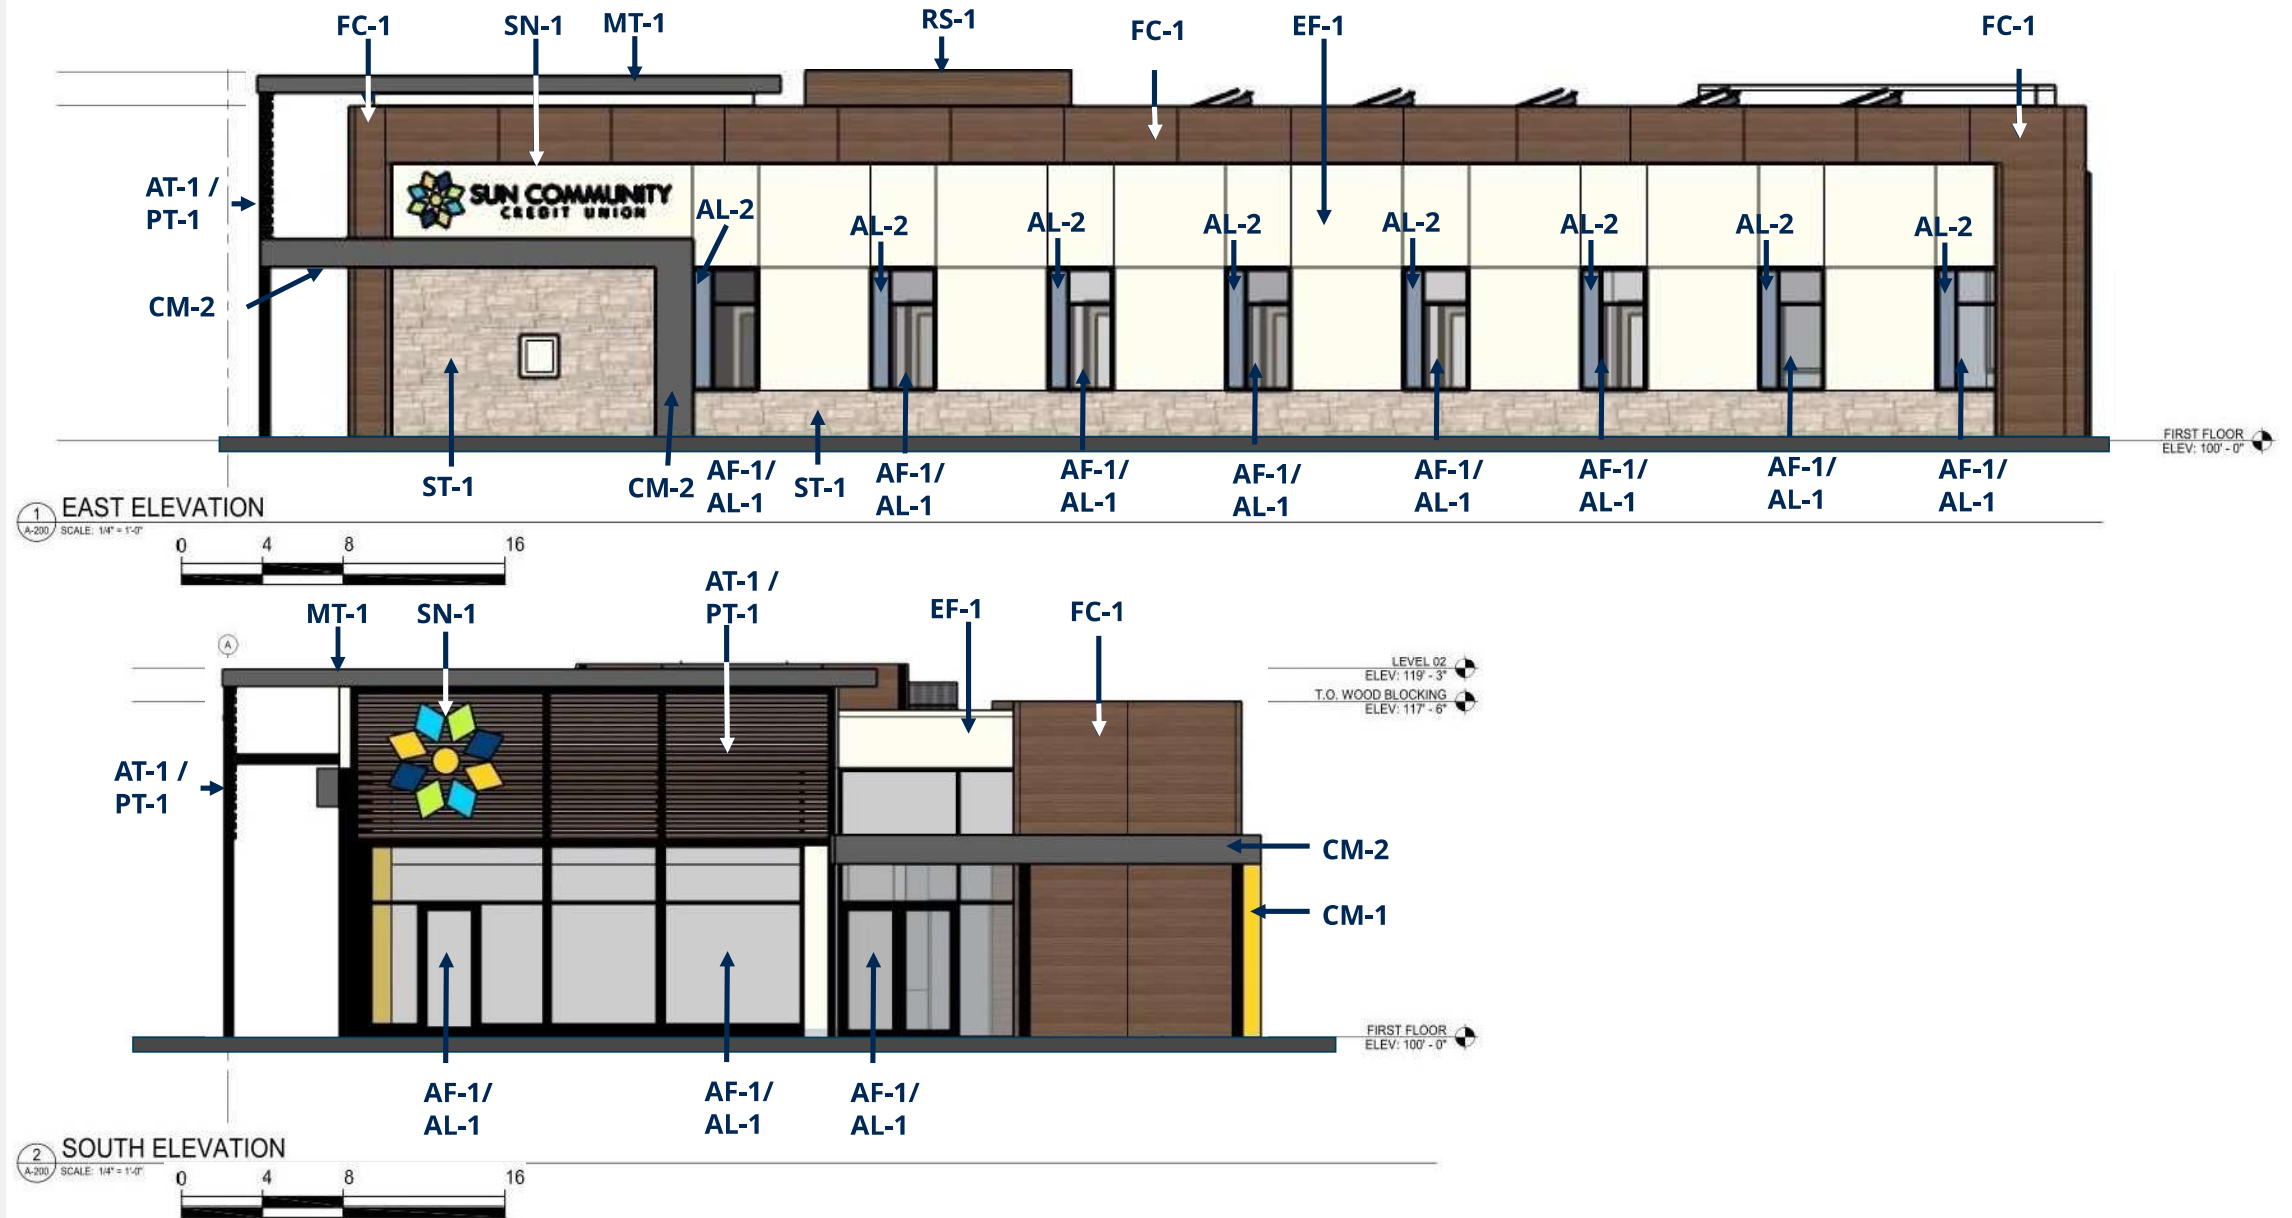 FC-1
SN-1
MT-1
RS-1
FC-1
EF-1
FC-1
AT-1 /
PT-1
SUN COMMUNITY
CREDIT UNION
AL-2
AL-2
AL-2
AL-2
AL-2
AL-2
AL-2
AL-2
CM-2
FIRST FLOOR
ELEV: 100' - 0"
ST-1
CM-2
AF-1/
AL-1
ST-1
AF-1/
AL-1
AF-1/
AL-1
AF-1/
AL-1
AF-1/
AL-1
AF-1/
AL-1
AF-1/
AL-1
AF-1/
AL-1
1
A-200
EAST ELEVATION
SCALE: 1/4" = 1'-0"
0 4 8 16
MT-1
SN-1
AT-1 /
PT-1
EF-1
FC-1
A
LEVEL 02
ELEV: 119' - 3"
T.O. WOOD BLOCKING
ELEV: 117' - 6"
AT-1 /
PT-1
CM-2
CM-1
FIRST FLOOR
ELEV: 100' - 0"
AF-1/
AL-1
AF-1/
AL-1
AF-1/
AL-1
2
A-200
SOUTH ELEVATION
SCALE: 1/4" = 1'-0"
0 4 8 16